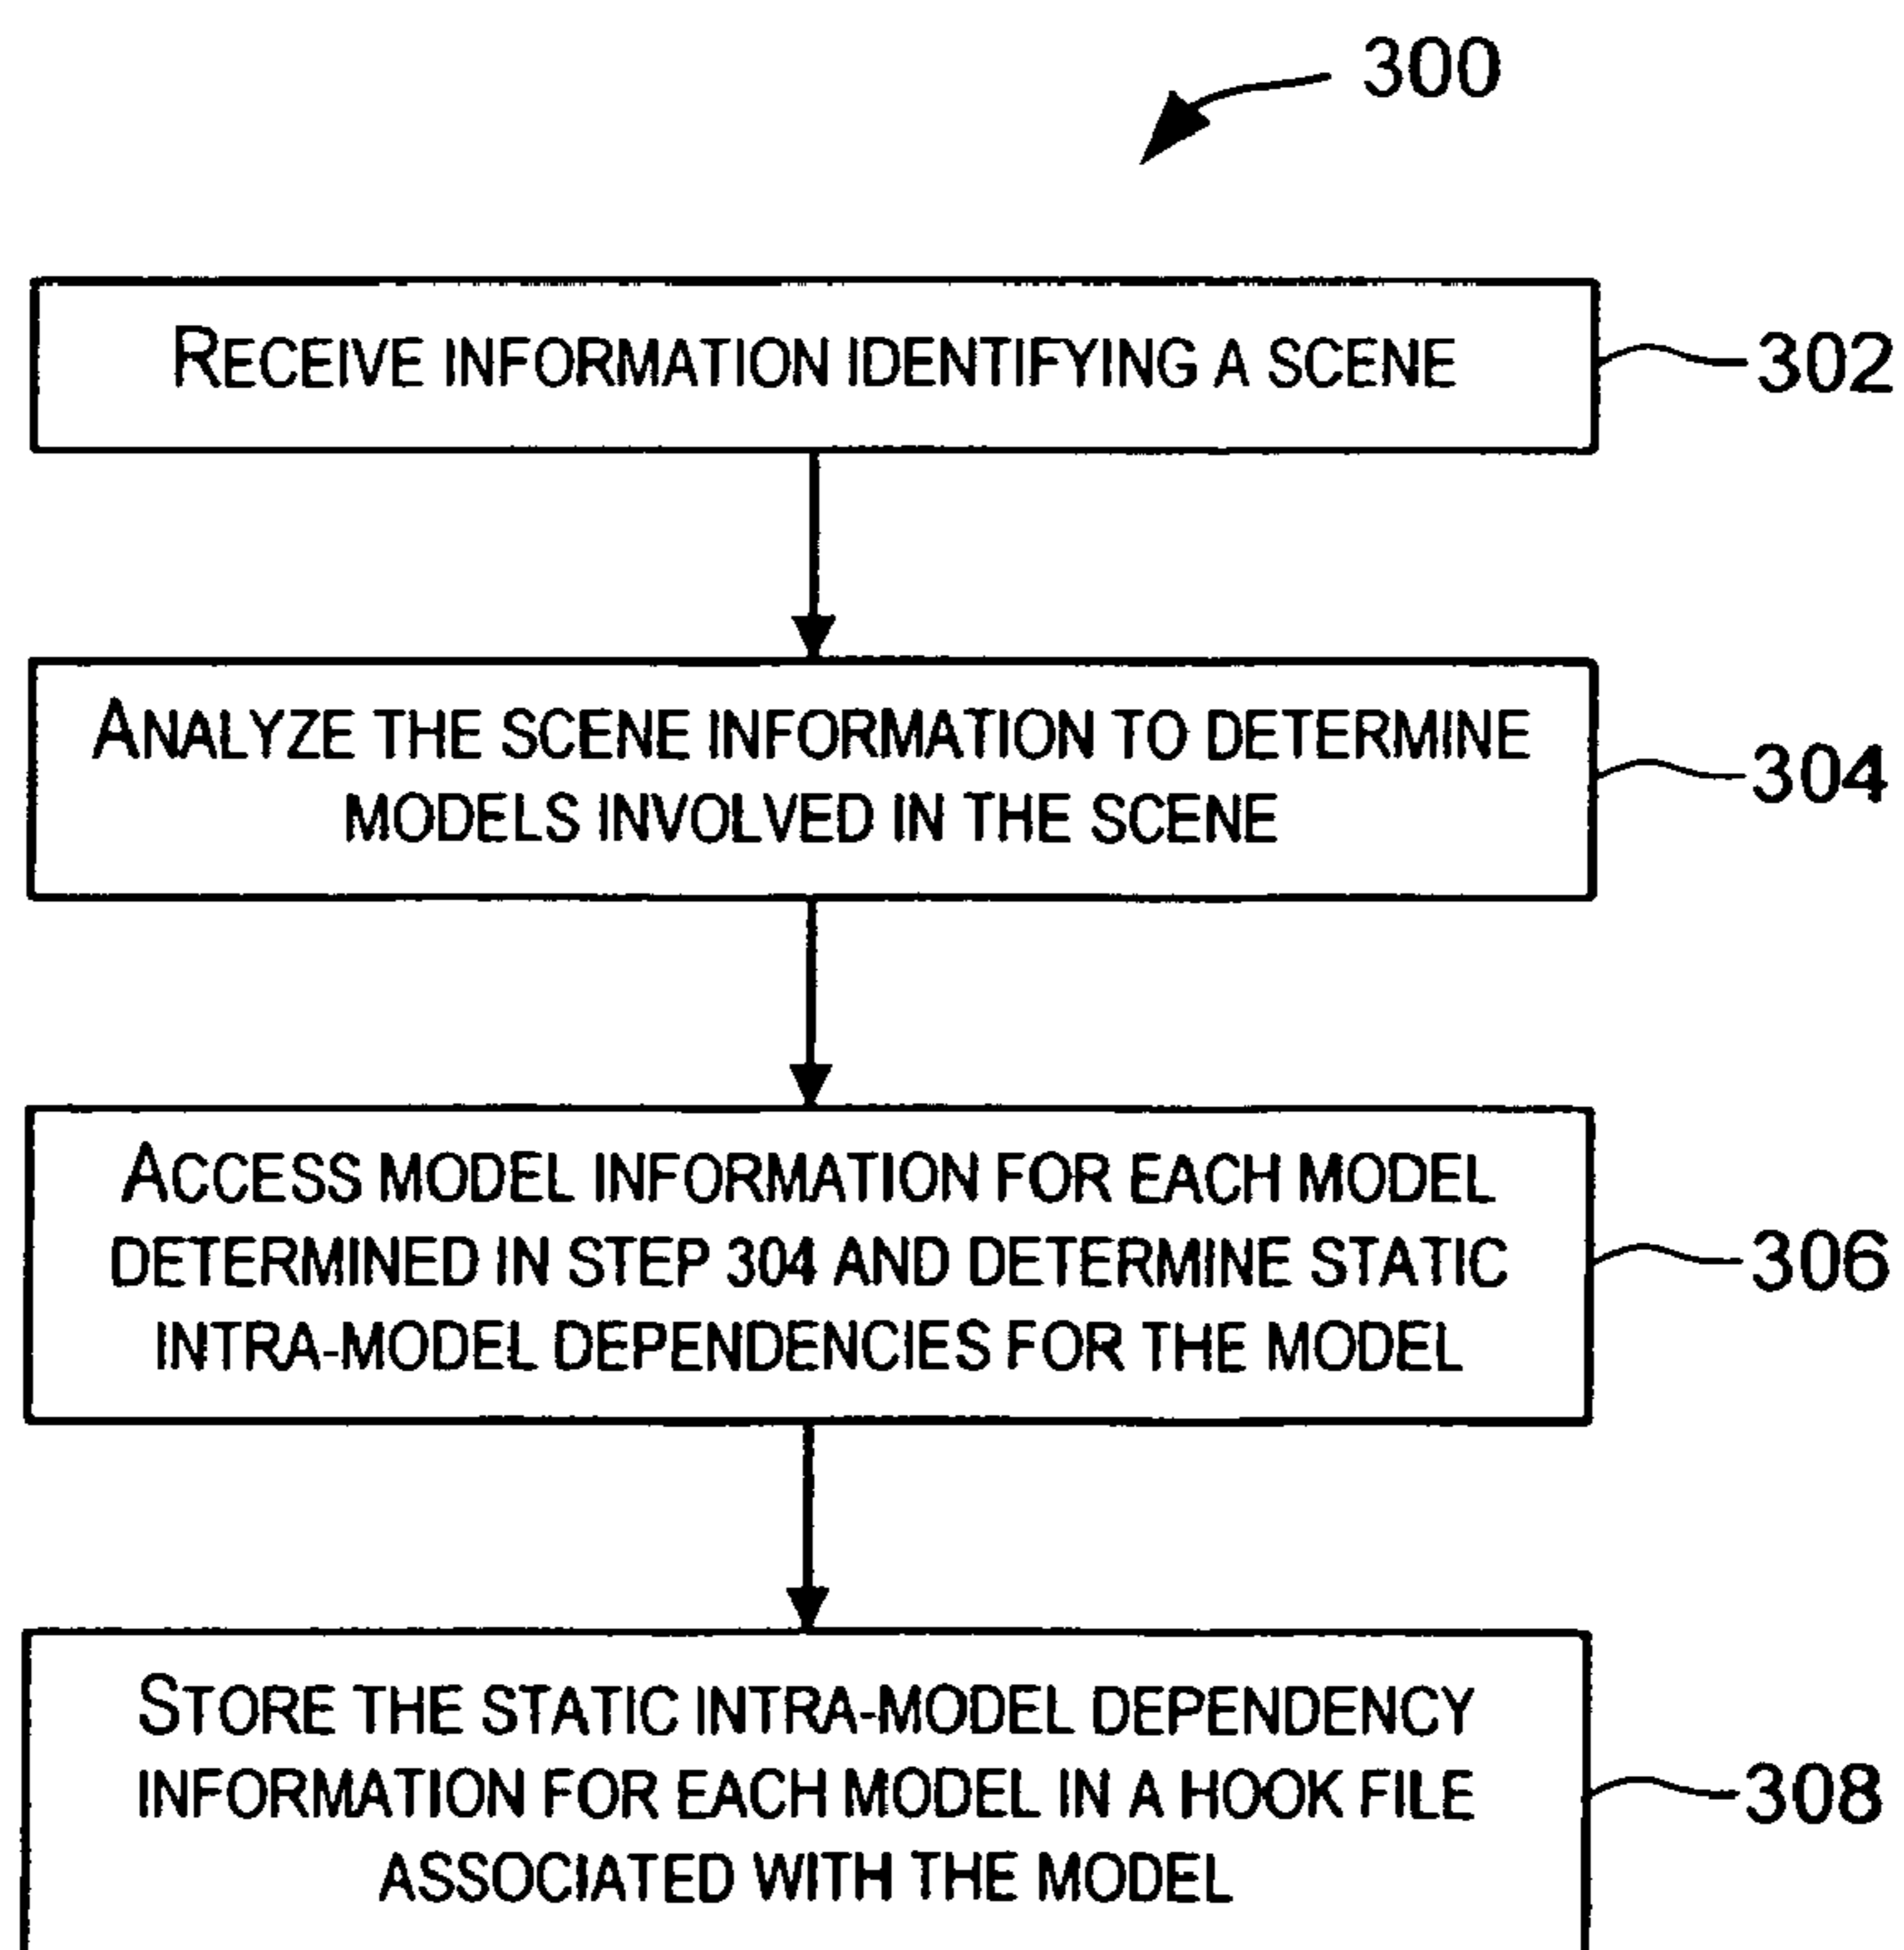 300
RECEIVE INFORMATION IDENTIFYING A SCENE
302
ANALYZE THE SCENE INFORMATION TO DETERMINE
MODELS INVOLVED IN THE SCENE
304
ACCESS MODEL INFORMATION FOR EACH MODEL
DETERMINED IN STEP 304 AND DETERMINE STATIC
INTRA-MODEL DEPENDENCIES FOR THE MODEL
306
STORE THE STATIC INTRA-MODEL DEPENDENCY
INFORMATION FOR EACH MODEL IN A HOOK FILE
ASSOCIATED WITH THE MODEL
308